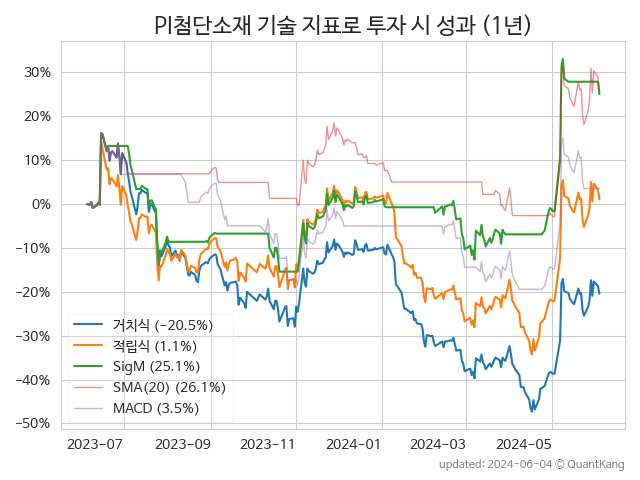 PI첨단소재 기술 지표로 투자 시 성과 (1년)
30%
20%
10%
0%
−10%
−20%
−30%
−40%
−50%
거치식 (−20.5%)
적립식 (1.1%)
SigM (25.1%)
SMA(20) (26.1%)
MACD (3.5%)
2023-07 2023-09 2023-11 2024-01 2024-03 2024-05
updated: 2024-06-04 © QuantKang